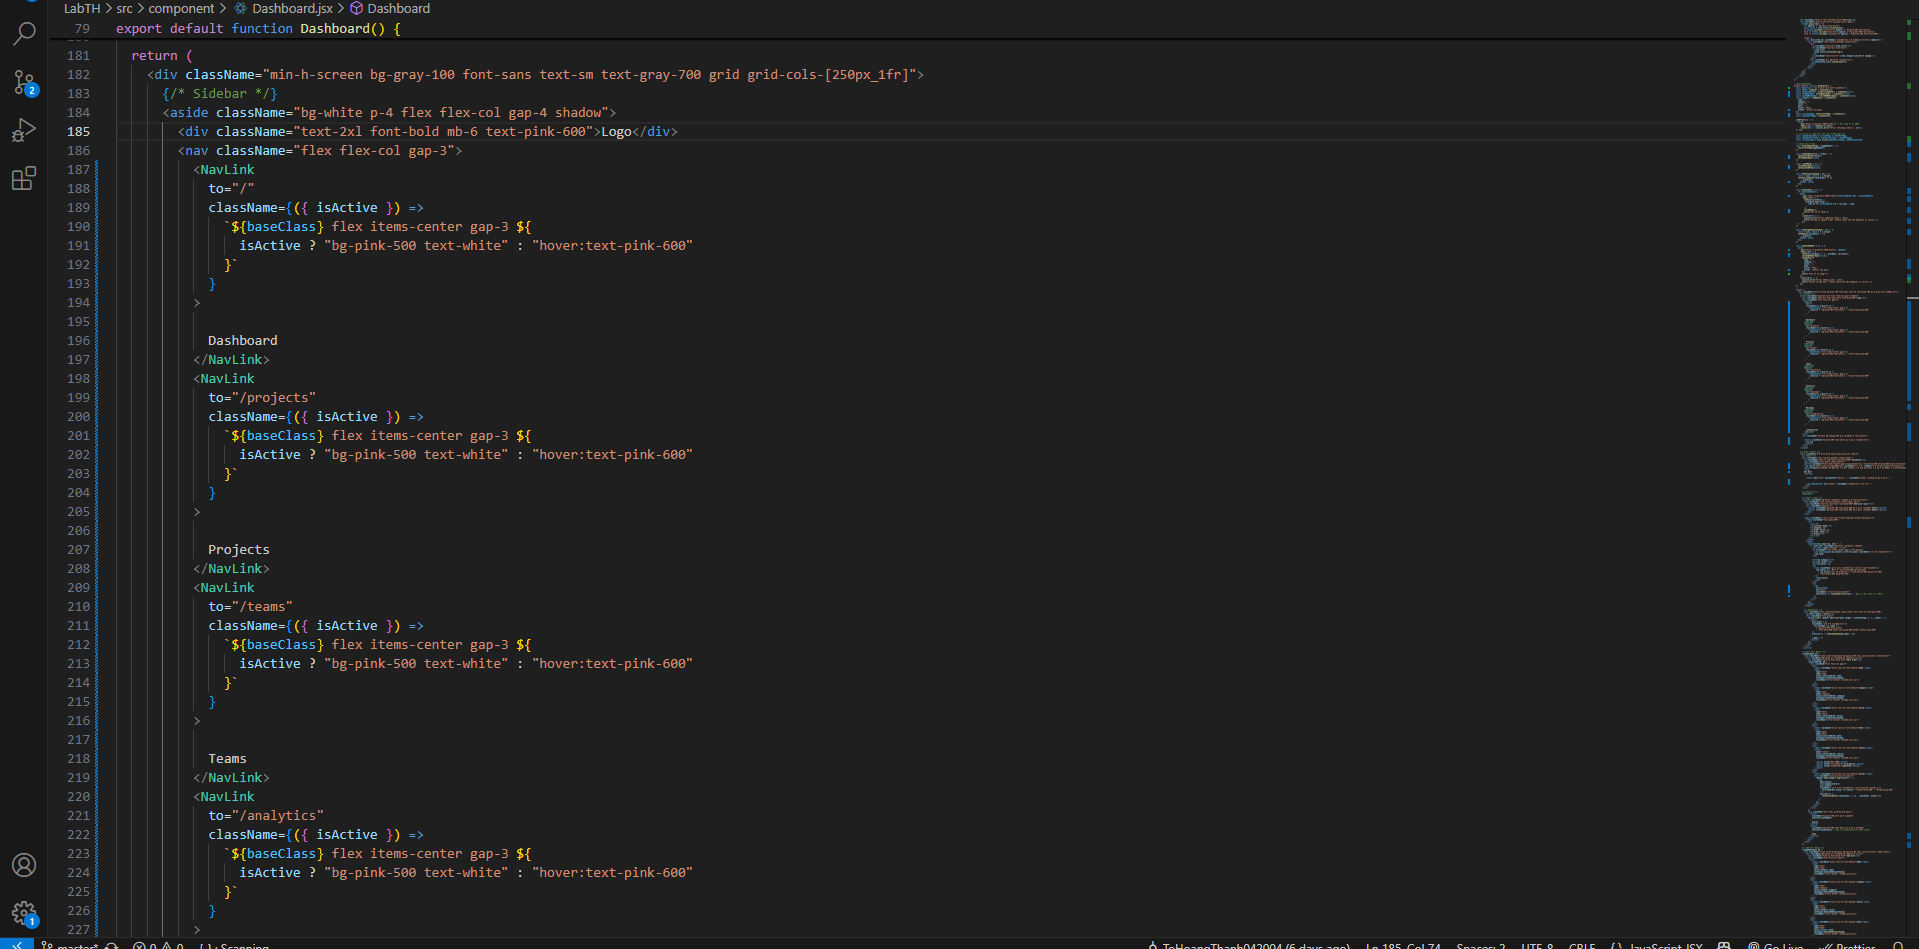 LabTH > src > component > Dashboard.jsx > Dashboard
79 export default function Dashboard() {
181 return (
182 <div className="min-h-screen bg-gray-100 font-sans text-sm text-gray-700 grid grid-cols-[250px_1fr]">
183 {/* Sidebar */}
184 <aside className="bg-white p-4 flex flex-col gap-4 shadow">
185 <div className="text-2xl font-bold mb-6 text-pink-600">Logo</div>
186 <nav className="flex flex-col gap-3">
187 <NavLink
188 to="/"
189 className={({ isActive }) =>
190 `${baseClass} flex items-center gap-3 ${
191 isActive ? "bg-pink-500 text-white" : "hover:text-pink-600"
192 }`
193 }
194 >
195
196 Dashboard
197 </NavLink>
198 <NavLink
199 to="/projects"
200 className={({ isActive }) =>
201 `${baseClass} flex items-center gap-3 ${
202 isActive ? "bg-pink-500 text-white" : "hover:text-pink-600"
203 }`
204 }
205 >
206
207 Projects
208 </NavLink>
209 <NavLink
210 to="/teams"
211 className={({ isActive }) =>
212 `${baseClass} flex items-center gap-3 ${
213 isActive ? "bg-pink-500 text-white" : "hover:text-pink-600"
214 }`
215 }
216 >
217
218 Teams
219 </NavLink>
220 <NavLink
221 to="/analytics"
222 className={({ isActive }) =>
223 `${baseClass} flex items-center gap-3 ${
224 isActive ? "bg-pink-500 text-white" : "hover:text-pink-600"
225 }`
226 }
227 >
2
1
master* 0 0 { } : Scanning ToHoangThanh042004 (6 days ago) Ln 185, Col 74 Spaces: 2 UTF-8 CRLF { } JavaScript JSX Go Live Prettier